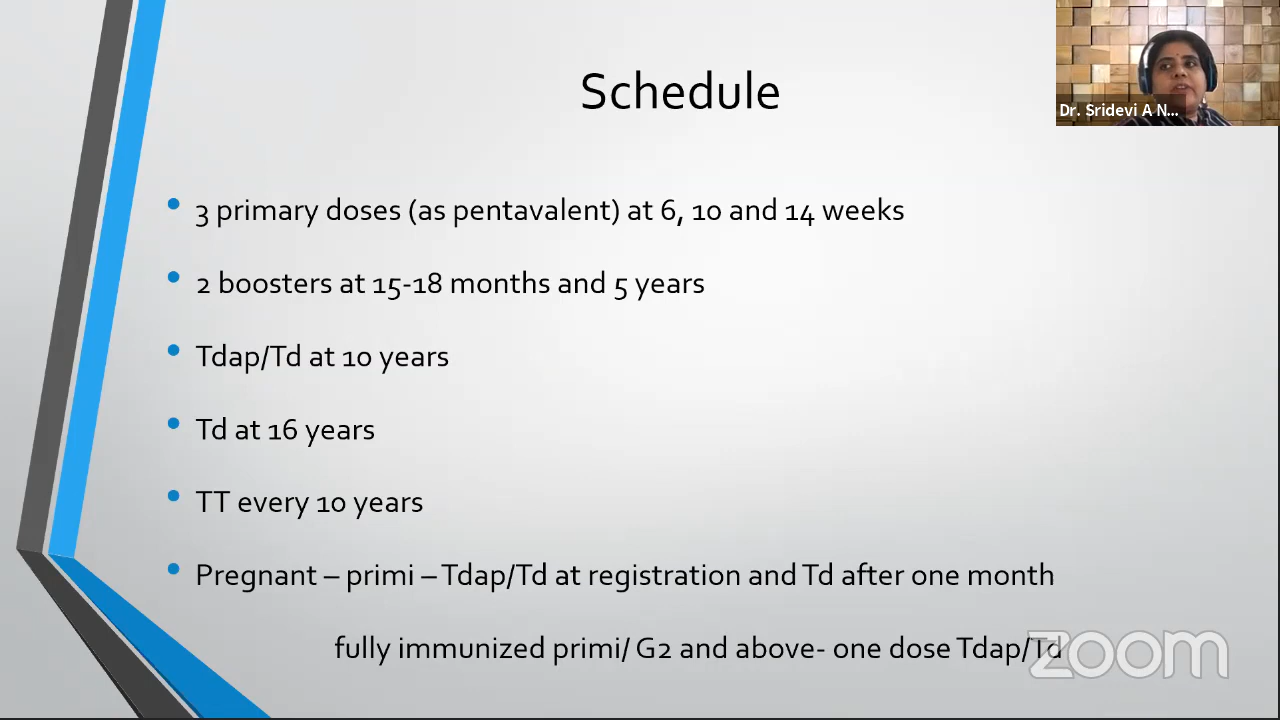 Schedule
Dr. Sridevi A N...
• 3 primary doses (as pentavalent) at 6, 10 and 14 weeks
• 2 boosters at 15-18 months and 5 years
• Tdap/Td at 10 years
• Td at 16 years
• TT every 10 years
• Pregnant – primi – Tdap/Td at registration and Td after one month
fully immunized primi/ G2 and above- one dose Tdap/Td
zoom